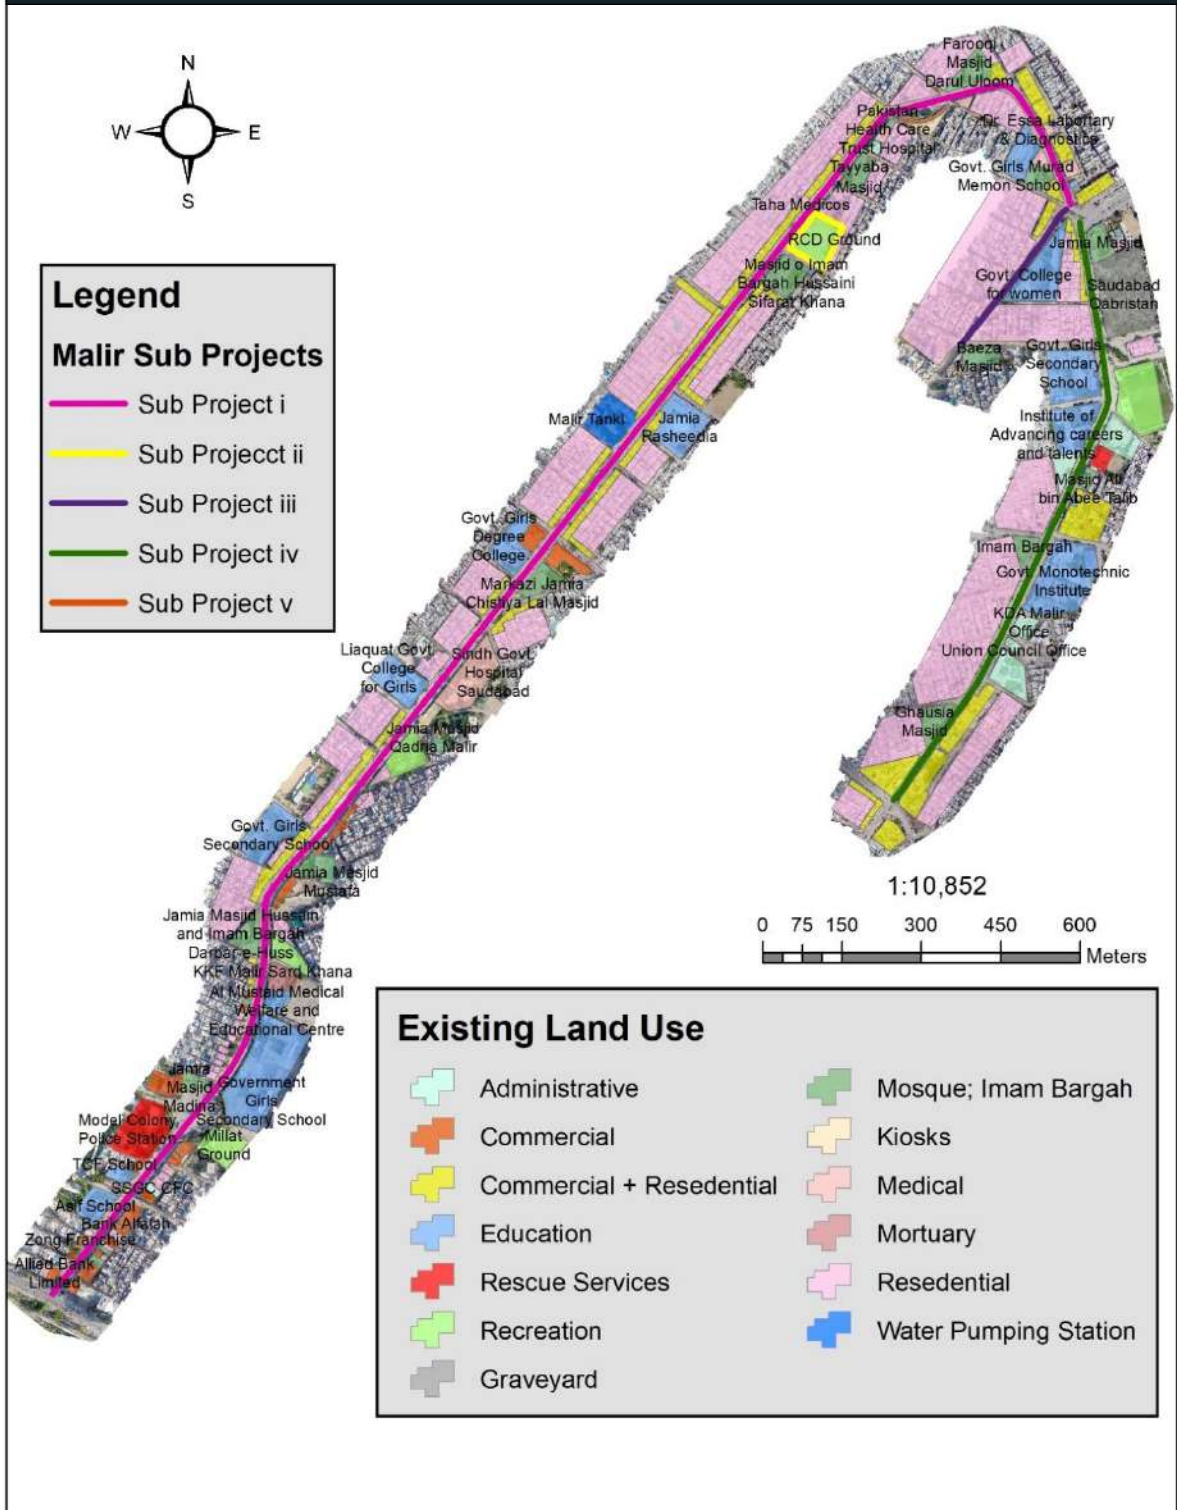 N
W
E
S
Legend
Malir Sub Projects
Sub Project i
Sub Projecct ii
Sub Project iii
Sub Project iv
Sub Project v
Farooqi
Masjid
Darul Uloom
Pakistan
Health Care
Trust Hospital
Dr. Essa Labortary
& Diagnostics
Tayyaba
Masjid
Govt. Girls Murad
Memon School
Taha Medicos
RCD Ground
Jamia Masjid
Masjid o Imam
Bargah Hussaini
Sifarat Khana
Govt. College
for women
Saudabad
Qabristan
Baeza
Masjid
Govt. Girls
Secondary
School
Malir Tanki
Jamia
Rasheedia
Institute of
Advancing careers
and talents
Masjid Ali
bin Abee Talib
Govt. Girls
Degree
College
Imam Bargah
Markazi Jamia
Chishya Lal Masjid
Govt. Monotechnic
Institute
KDA Malir
Office
Union Council Office
Liaquat Govt.
College
for Girls
Sindh Govt.
Hospital
Saudabad
Ghausia
Masjid
Jamia Masjid
Qadria Malir
Govt. Girls
Secondary School
Jamia Masjid
Mustafa
Jamia Masjid Hussain
and Imam Bargah
Darbar-e-Huss
KKF Malir Sard Khana
Al Mustaid Medical
Welfare and
Educational Centre
Jamia
Masjid
Madina
Government
Girls
Secondary School
Model Colony
Police Station
Millat
Ground
TCF School
SSGC CFC
Asif School
Bank Alfalah
Zong Franchise
Allied Bank
Limited
1:10,852
0 75 150 300 450 600
Meters
Existing Land Use
Administrative
Commercial
Commercial + Resedential
Education
Rescue Services
Recreation
Graveyard
Mosque; Imam Bargah
Kiosks
Medical
Mortuary
Resedential
Water Pumping Station